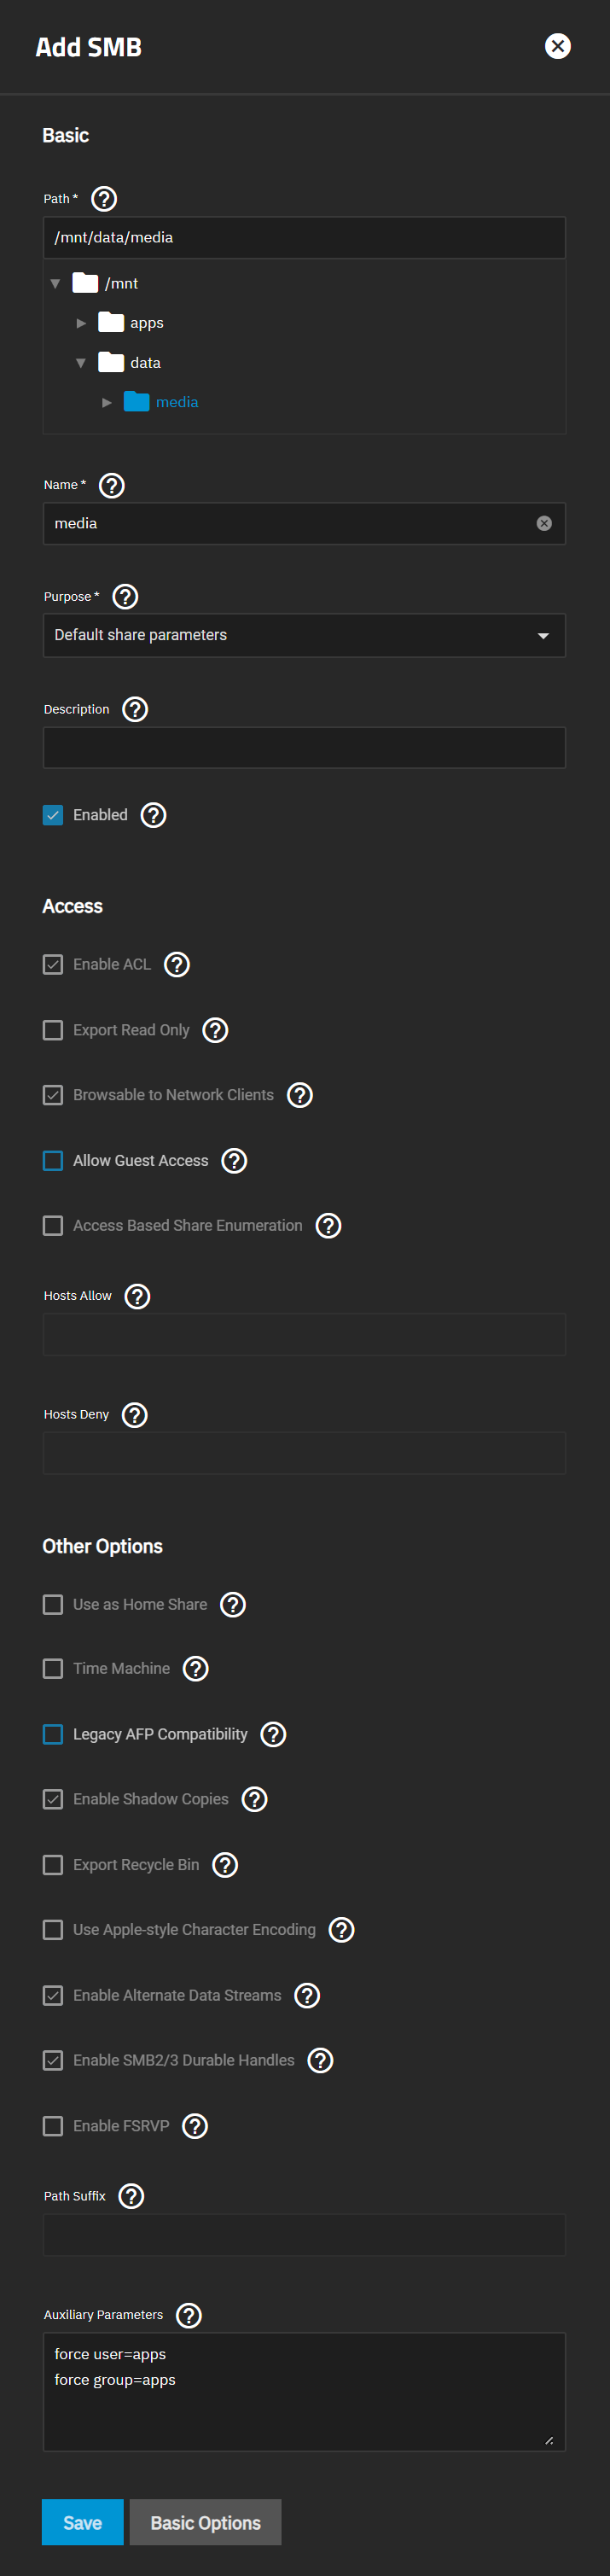 Add SMB
Basic
Path *
/mnt/data/media
/mnt
apps
data
media
Name *
media
Purpose *
Default share parameters
Description
Enabled
Access
Enable ACL
Export Read Only
Browsable to Network Clients
Allow Guest Access
Access Based Share Enumeration
Hosts Allow
Hosts Deny
Other Options
Use as Home Share
Time Machine
Legacy AFP Compatibility
Enable Shadow Copies
Export Recycle Bin
Use Apple-style Character Encoding
Enable Alternate Data Streams
Enable SMB2/3 Durable Handles
Enable FSRVP
Path Suffix
Auxiliary Parameters
force user=apps
force group=apps
Save Basic Options